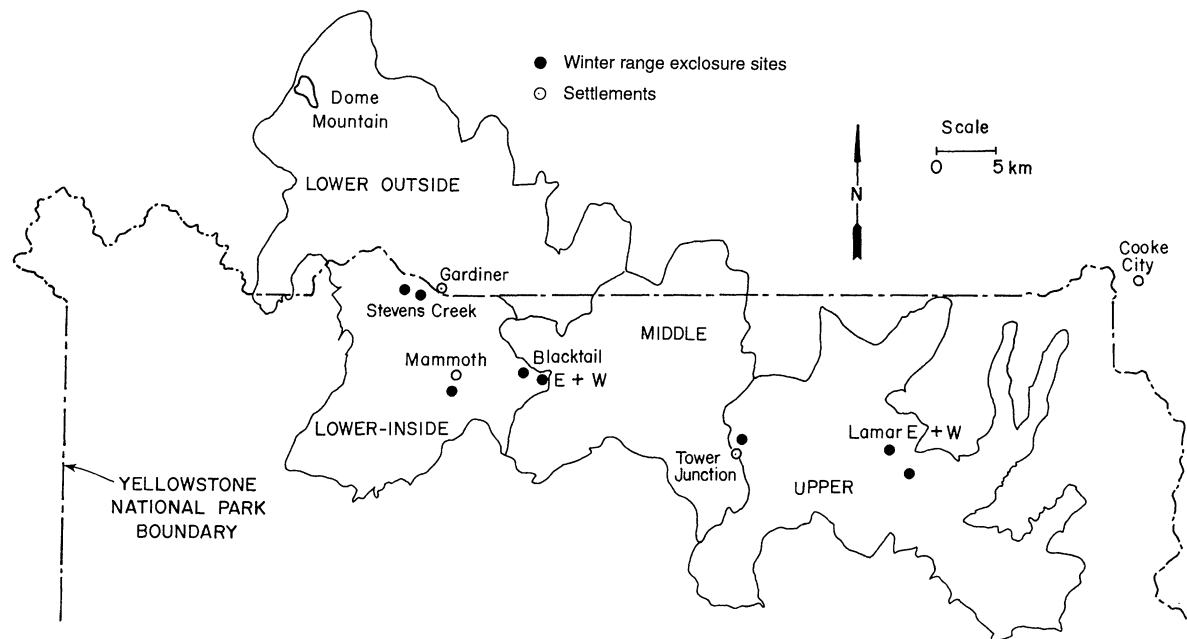 Winter range exclosure sites
Settlements
Dome
Mountain
Scale
0 5 km
LOWER OUTSIDE
N
Cooke
City
Gardiner
Stevens Creek
MIDDLE
Mammoth
Blacktail
E + W
LOWER-INSIDE
Lamar E + W
Tower
Junction
UPPER
YELLOWSTONE
NATIONAL PARK
BOUNDARY